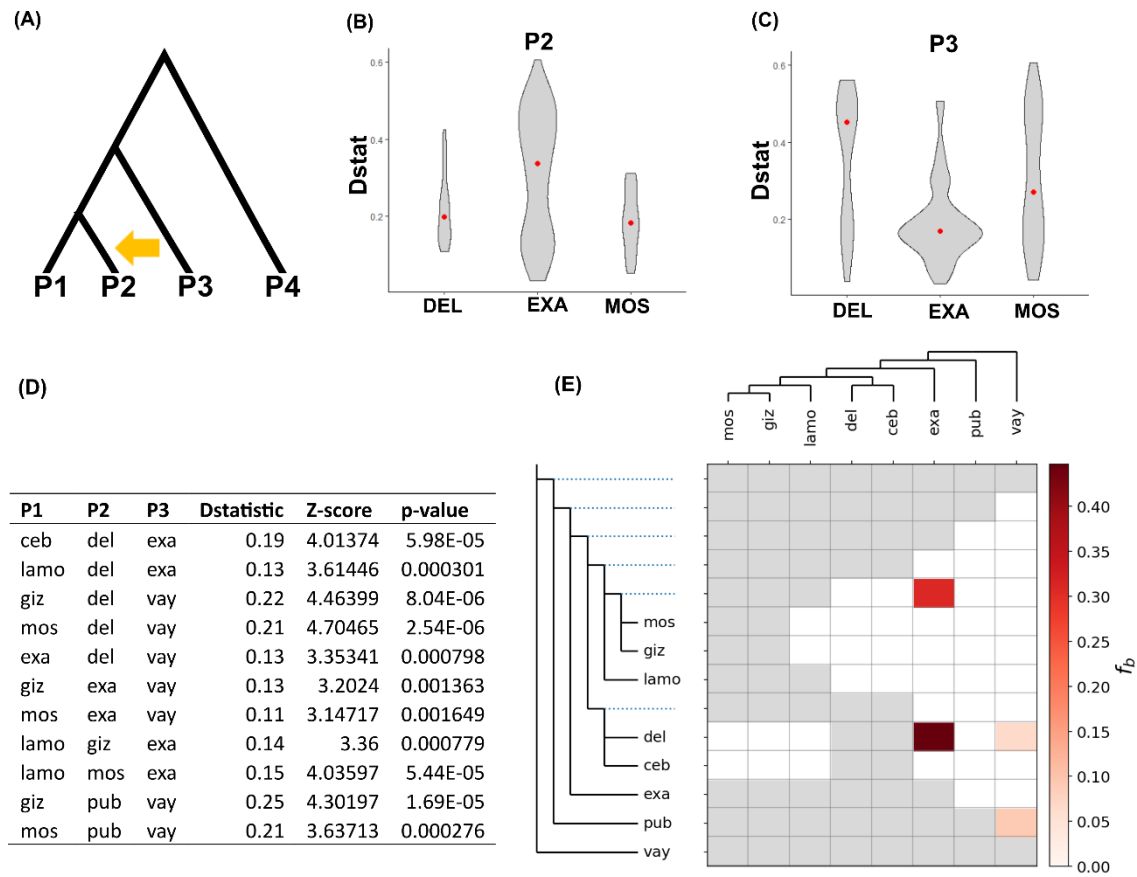 (A)
P1 P2 P3 P4
(B)
P2
Dstat
0.6
0.4
0.2
DEL EXA MOS
(C)
P3
Dstat
0.6
0.4
0.2
DEL EXA MOS
(D)
P1 P2 P3 Dstatistic Z-score p-value
ceb del exa 0.19 4.01374 5.98E-05
lamo del exa 0.13 3.61446 0.000301
giz del vay 0.22 4.46399 8.04E-06
mos del vay 0.21 4.70465 2.54E-06
exa del vay 0.13 3.35341 0.000798
giz exa vay 0.13 3.2024 0.001363
mos exa vay 0.11 3.14717 0.001649
lamo giz exa 0.14 3.36 0.000779
lamo mos exa 0.15 4.03597 5.44E-05
giz pub vay 0.25 4.30197 1.69E-05
mos pub vay 0.21 3.63713 0.000276
(E)
mos giz lamo del ceb exa pub vay
mos
giz
lamo
del
ceb
exa
pub
vay
0.40
0.35
0.30
0.25
0.20
0.15
0.10
0.05
0.00
f_b